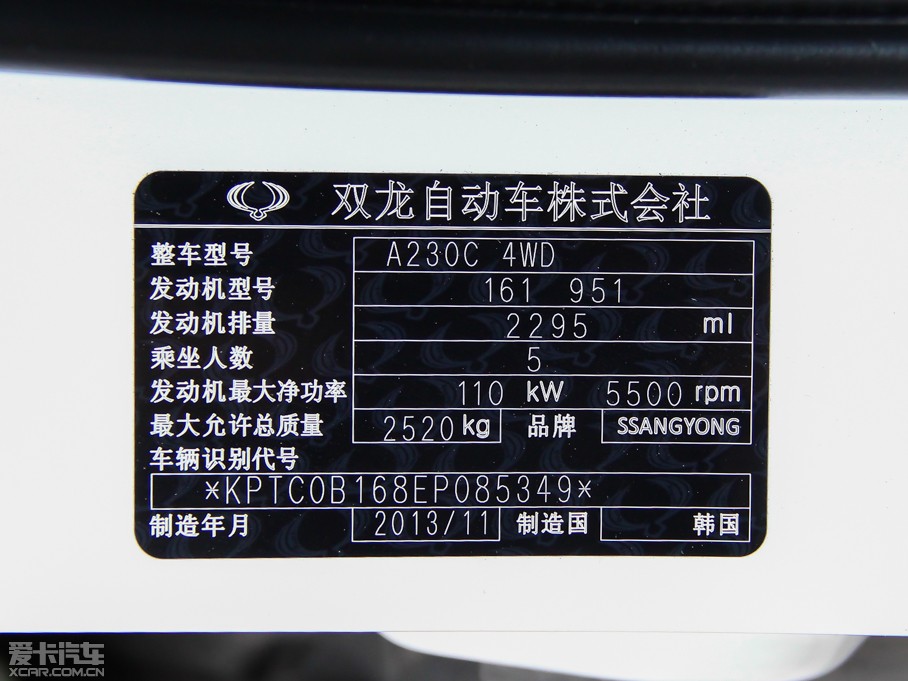 双龙自动车株式会社
整车型号 A230C 4WD
发动机型号 161 951
发动机排量 2295 ml
乘坐人数 5
发动机最大净功率 110 kW 5500 rpm
最大允许总质量 2520 kg 品牌 SSANGYONG
车辆识别代号
*KPTC0B168EP085349*
制造年月 2013/11 制造国 韩国
爱卡汽车
XCAR.COM.CN